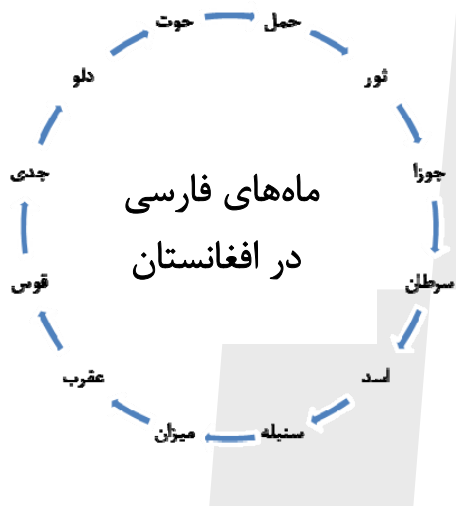 ماه‌های فارسی
در افغانستان
حمل
ثور
جوزا
سرطان
اسد
سنبله
میزان
عقرب
قوس
جدی
دلو
حوت